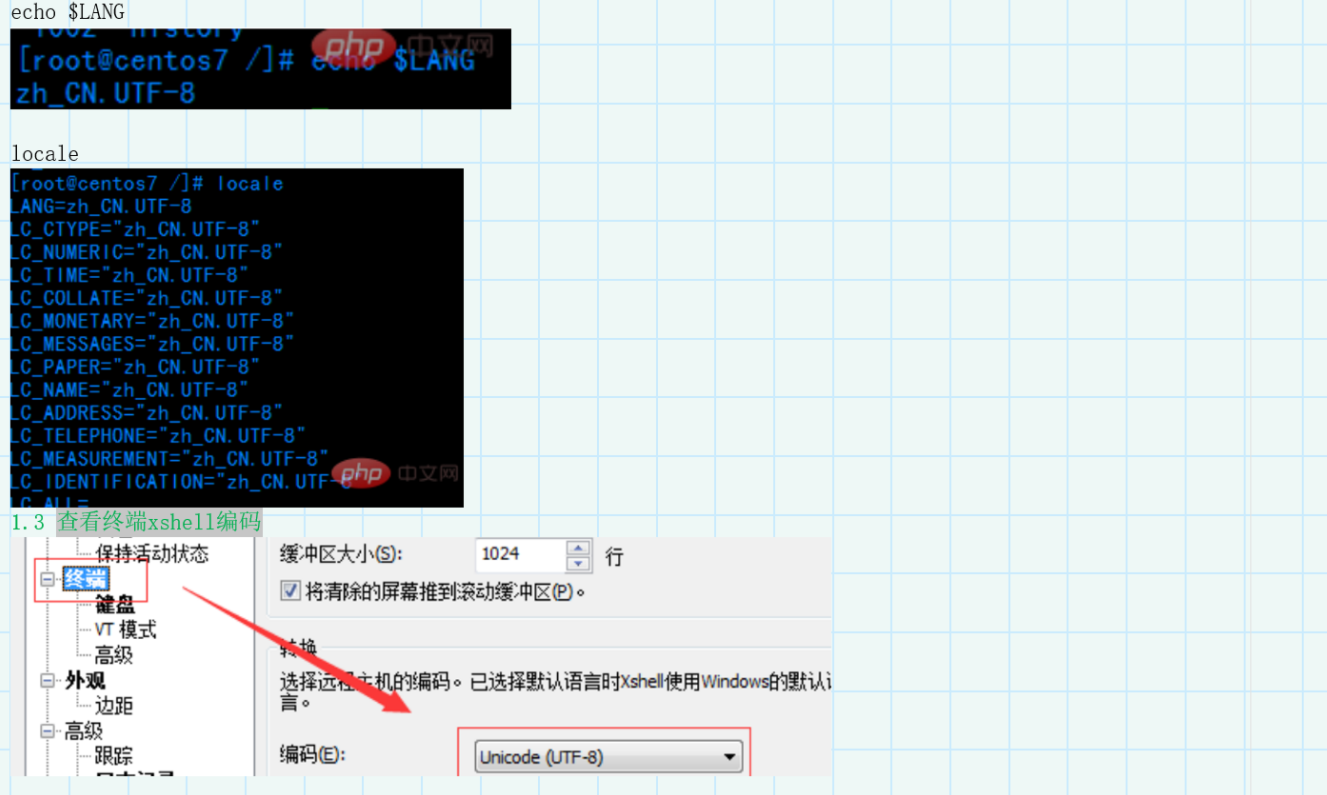 echo $LANG
[root@centos7 /]# echo $LANG
php 中文网
zh_CN.UTF-8
locale
[root@centos7 /]# locale
LANG=zh_CN.UTF-8
LC_CTYPE="zh_CN.UTF-8"
LC_NUMERIC="zh_CN.UTF-8"
LC_TIME="zh_CN.UTF-8"
LC_COLLATE="zh_CN.UTF-8"
LC_MONETARY="zh_CN.UTF-8"
LC_MESSAGES="zh_CN.UTF-8"
LC_PAPER="zh_CN.UTF-8"
LC_NAME="zh_CN.UTF-8"
LC_ADDRESS="zh_CN.UTF-8"
LC_TELEPHONE="zh_CN.UTF-8"
LC_MEASUREMENT="zh_CN.UTF-8"
LC_IDENTIFICATION="zh_CN.UTF-8
php 中文网
LC_ALL=
1.3 查看终端xshell编码
保持活动状态
终端
键盘
VT 模式
高级
外观
边距
高级
跟踪
缓冲区大小(S): 1024 行
将清除的屏幕推到滚动缓冲区(P)。
转换
选择远程主机的编码。已选择默认语言时Xshell使用Windows的默认
言。
编码(E): Unicode (UTF-8)